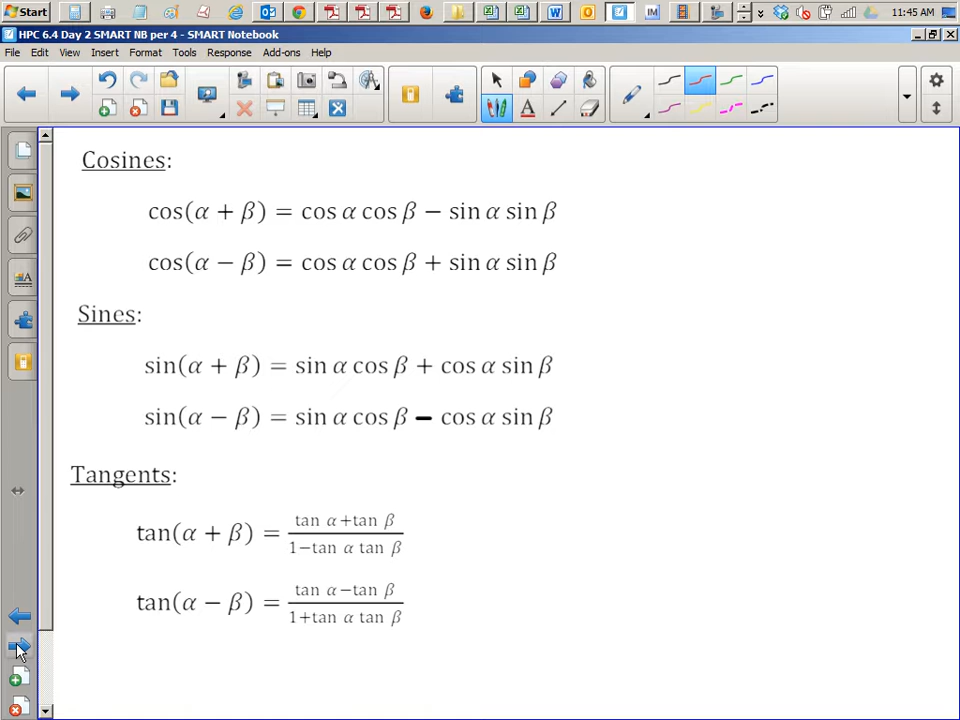 Start
11:45 AM
HPC 6.4 Day 2 SMART NB per 4 - SMART Notebook
File Edit View Insert Format Tools Response Add-ons Help
Cosines:
cos(α + β) = cos α cos β − sin α sin β
cos(α − β) = cos α cos β + sin α sin β
Sines:
sin(α + β) = sin α cos β + cos α sin β
sin(α − β) = sin α cos β − cos α sin β
Tangents:
tan(α + β) = (tan α+tan β)/(1−tan α tan β)
tan(α − β) = (tan α−tan β)/(1+tan α tan β)